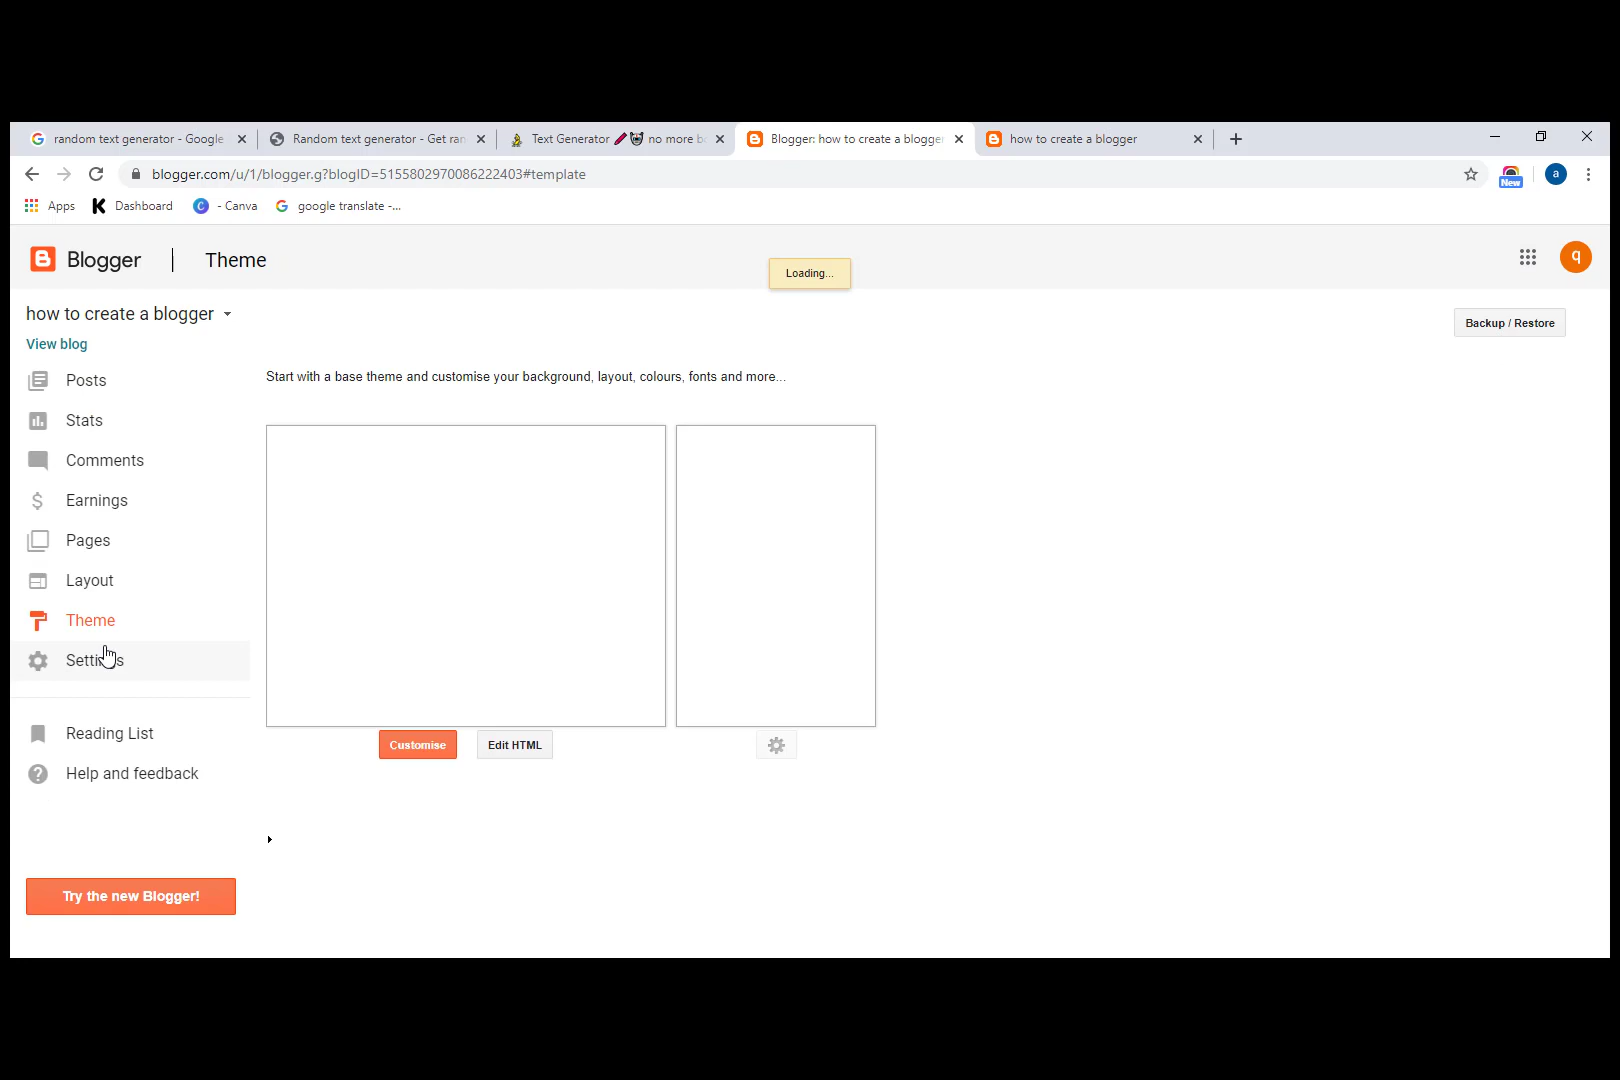 random text generator - Google
Random text generator - Get ran
Text Generator 🖍️🐺 no more bo
Blogger: how to create a blogger
how to create a blogger
blogger.com/u/1/blogger.g?blogID=5155802970086222403#template
New
a
Apps
Dashboard
- Canva
google translate -...
Blogger
Theme
q
Loading...
how to create a blogger
Backup / Restore
View blog
Start with a base theme and customise your background, layout, colours, fonts and more...
Posts
Stats
Comments
Earnings
Pages
Layout
Theme
Settings
Customise
Edit HTML
Reading List
Help and feedback
Try the new Blogger!